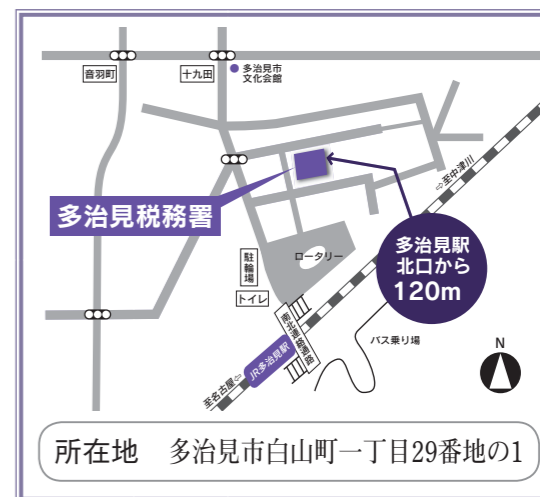 音羽町
十九田
多治見市
文化会館
多治見税務署
至中津川
多治見駅
北口から
120m
ロータリー
駐輪場
トイレ
南北連絡通路
JR多治見駅
至名古屋
バス乗り場
N
所在地 多治見市白山町一丁目29番地の1